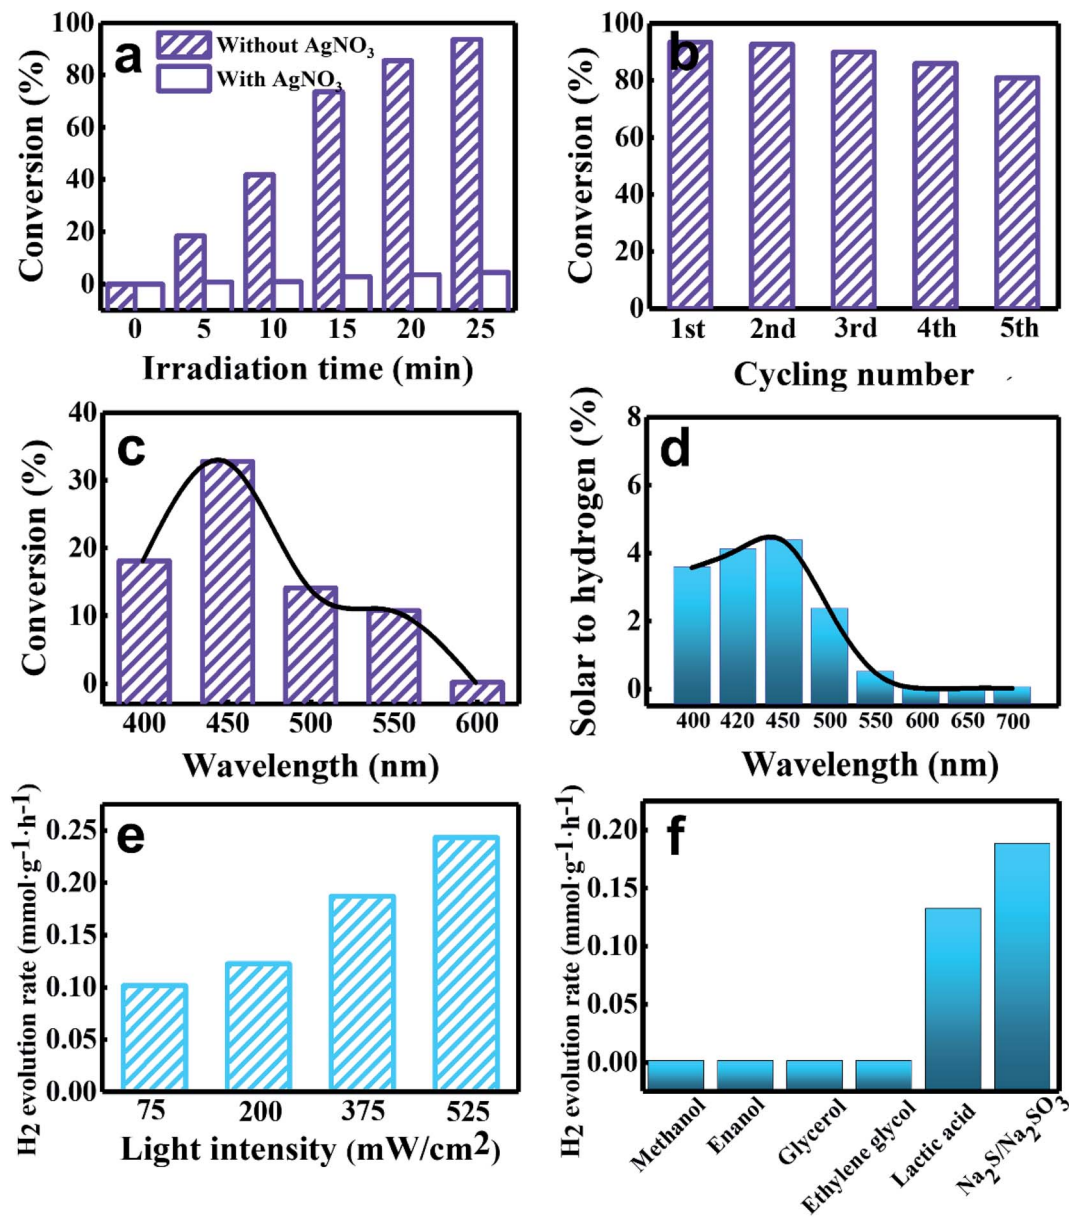 a
Without AgNO3
With AgNO3
Conversion (%)
100
80
60
40
20
0
0 5 10 15 20 25
Irradiation time (min)
b
Conversion (%)
100
80
60
40
20
0
1st 2nd 3rd 4th 5th
Cycling number
c
Conversion (%)
40
30
20
10
0
400 450 500 550 600
Wavelength (nm)
d
Solar to hydrogen (%)
8
6
4
2
0
400 420 450 500 550 600 650 700
Wavelength (nm)
e
H2 evolution rate (mmol·g-1·h-1)
0.25
0.20
0.15
0.10
0.05
0.00
75 200 375 525
Light intensity (mW/cm2)
f
H2 evolution rate (mmol·g-1·h-1)
0.20
0.15
0.10
0.05
0.00
Methanol
Enanol
Glycerol
Ethylene glycol
Lactic acid
Na2S/Na2SO3